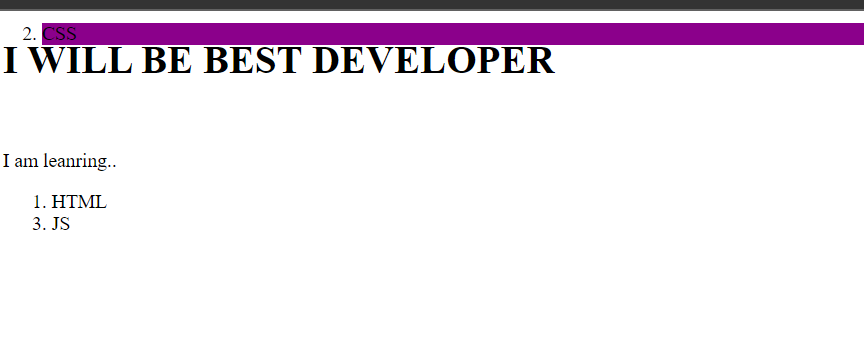 2. CSS
I WILL BE BEST DEVELOPER
I am leanring..
1. HTML
3. JS